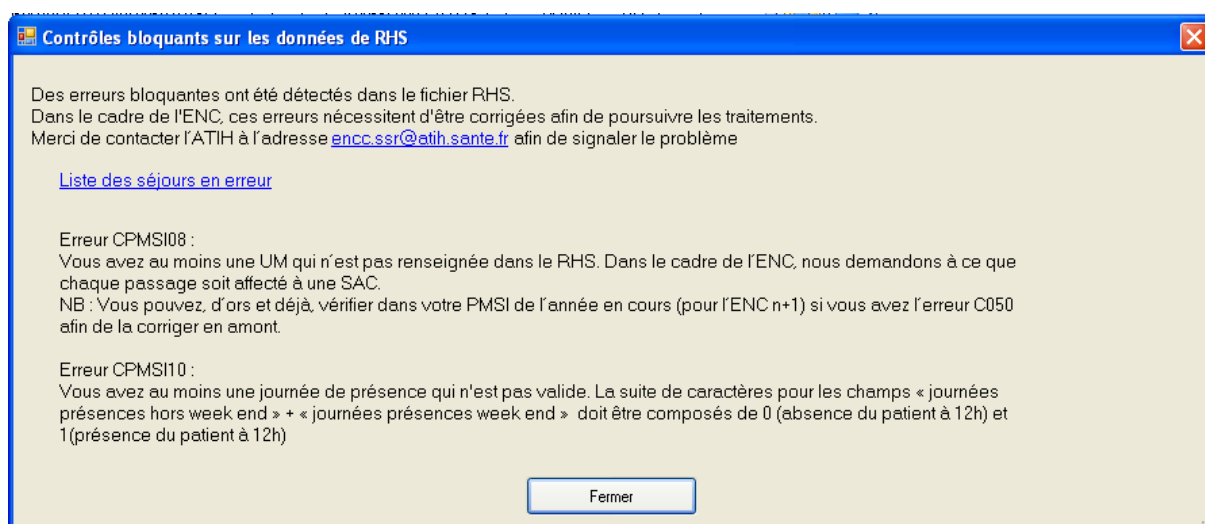 Contrôles bloquants sur les données de RHS
Des erreurs bloquantes ont été détectés dans le fichier RHS.
Dans le cadre de l'ENC, ces erreurs nécessitent d'être corrigées afin de poursuivre les traitements.
Merci de contacter l'ATIH à l'adresse encc.ssr@atih.sante.fr afin de signaler le problème
Liste des séjours en erreur
Erreur CPMSI08 :
Vous avez au moins une UM qui n'est pas renseignée dans le RHS. Dans le cadre de l'ENC, nous demandons à ce que
chaque passage soit affecté à une SAC.
NB : Vous pouvez, d'ors et déjà, vérifier dans votre PMSI de l'année en cours (pour l'ENC n+1) si vous avez l'erreur C050
afin de la corriger en amont.
Erreur CPMSI10 :
Vous avez au moins une journée de présence qui n'est pas valide. La suite de caractères pour les champs « journées
présences hors week end » + « journées présences week end »  doit être composés de 0 (absence du patient à 12h) et
1(présence du patient à 12h)
Fermer